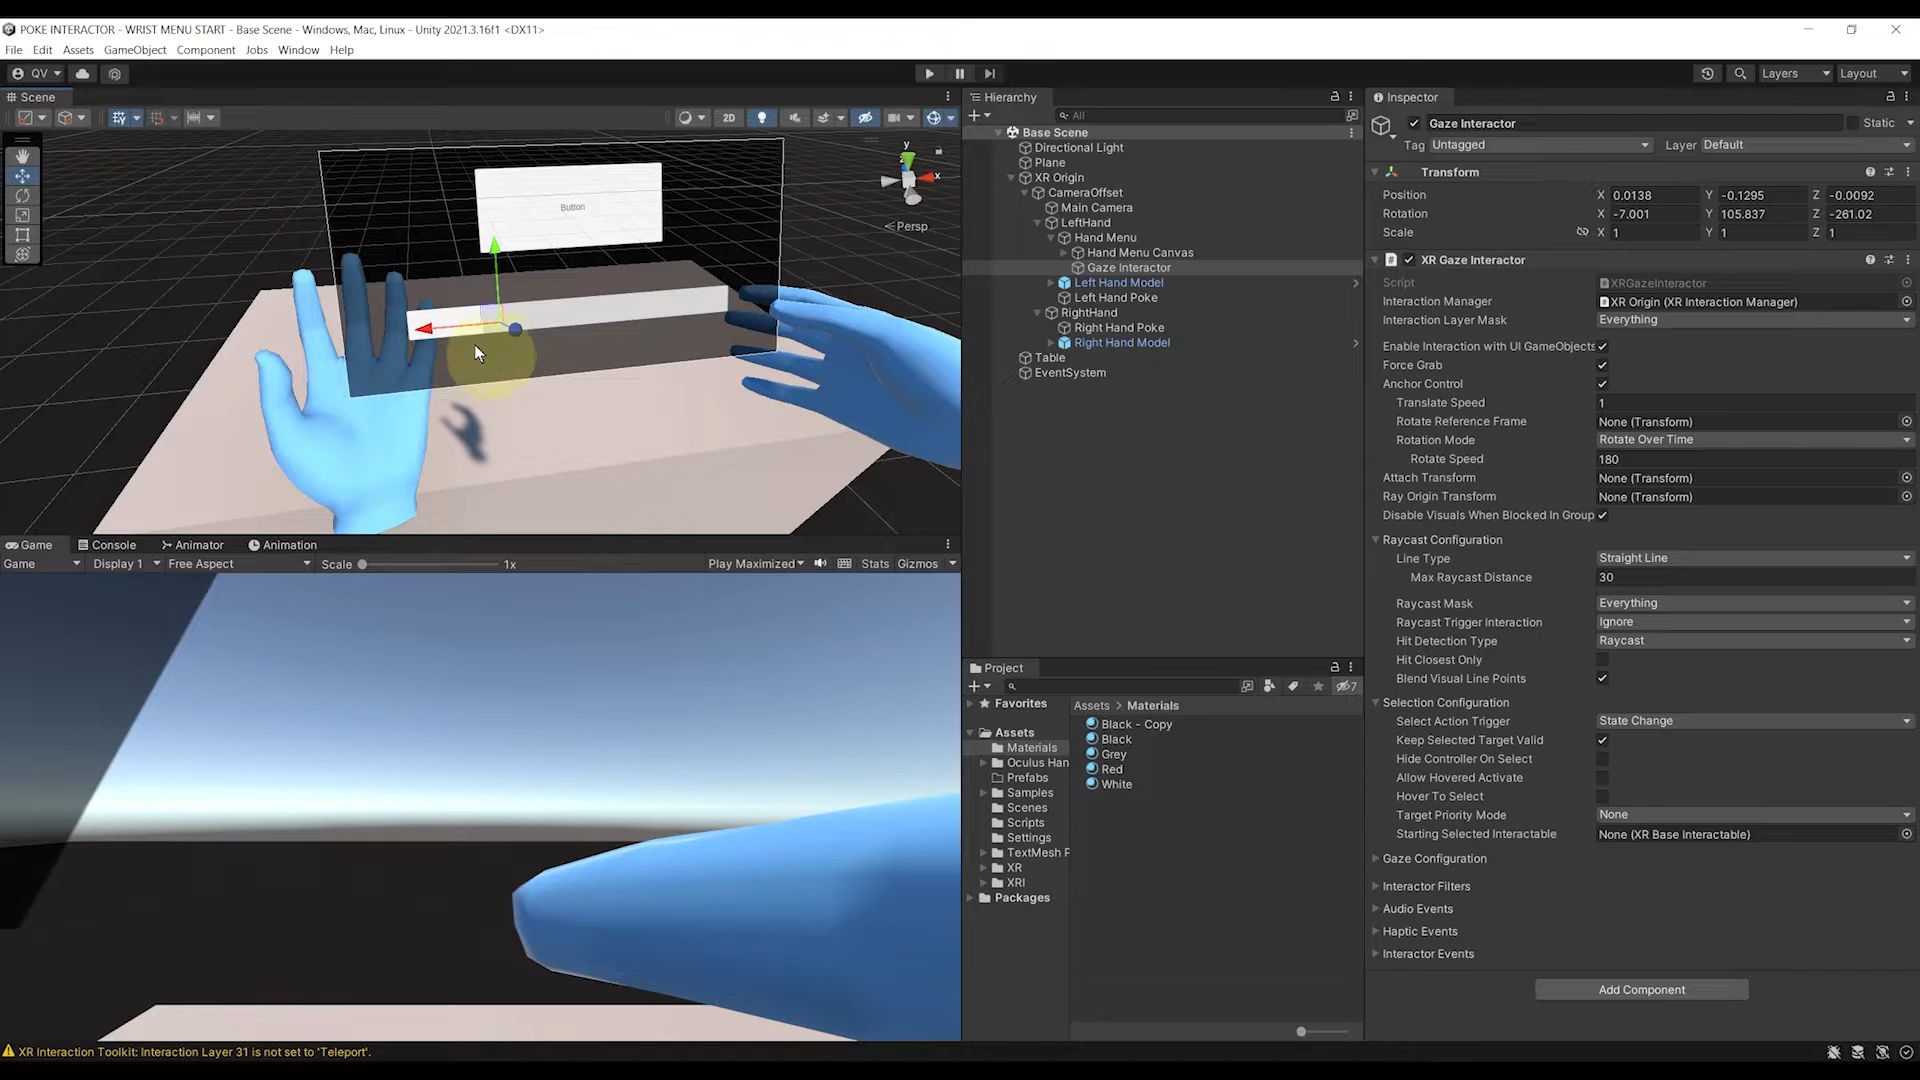 POKE INTERACTOR - WRIST MENU START - Base Scene - Windows, Mac, Linux - Unity 2021.3.16f1 <DX11>
File Edit Assets GameObject Component Jobs Window Help
QV Layers Layout
Scene
2D
y
x
Persp
Button
Game Console Animator Animation
Game Display 1 Free Aspect Scale 1x Play Maximized Stats Gizmos
Hierarchy
All
Base Scene
Directional Light
Plane
XR Origin
CameraOffset
Main Camera
LeftHand
Hand Menu
Hand Menu Canvas
Gaze Interactor
Left Hand Model
Left Hand Poke
RightHand
Right Hand Poke
Right Hand Model
Table
EventSystem
Project
7
Favorites
Assets
Materials
Oculus Han
Prefabs
Samples
Scenes
Scripts
Settings
TextMesh P
XR
XRI
Packages
Assets > Materials
Black - Copy
Black
Grey
Red
White
Inspector
Gaze Interactor Static
Tag Untagged Layer Default
Transform
Position X 0.0138 Y -0.1295 Z -0.0092
Rotation X -7.001 Y 105.837 Z -261.02
Scale X 1 Y 1 Z 1
XR Gaze Interactor
Script XRGazeInteractor
Interaction Manager XR Origin (XR Interaction Manager)
Interaction Layer Mask Everything
Enable Interaction with UI GameObjects
Force Grab
Anchor Control
Translate Speed 1
Rotate Reference Frame None (Transform)
Rotation Mode Rotate Over Time
Rotate Speed 180
Attach Transform None (Transform)
Ray Origin Transform None (Transform)
Disable Visuals When Blocked In Group
Raycast Configuration
Line Type Straight Line
Max Raycast Distance 30
Raycast Mask Everything
Raycast Trigger Interaction Ignore
Hit Detection Type Raycast
Hit Closest Only
Blend Visual Line Points
Selection Configuration
Select Action Trigger State Change
Keep Selected Target Valid
Hide Controller On Select
Allow Hovered Activate
Hover To Select
Target Priority Mode None
Starting Selected Interactable None (XR Base Interactable)
Gaze Configuration
Interactor Filters
Audio Events
Haptic Events
Interactor Events
Add Component
XR Interaction Toolkit: Interaction Layer 31 is not set to 'Teleport'.